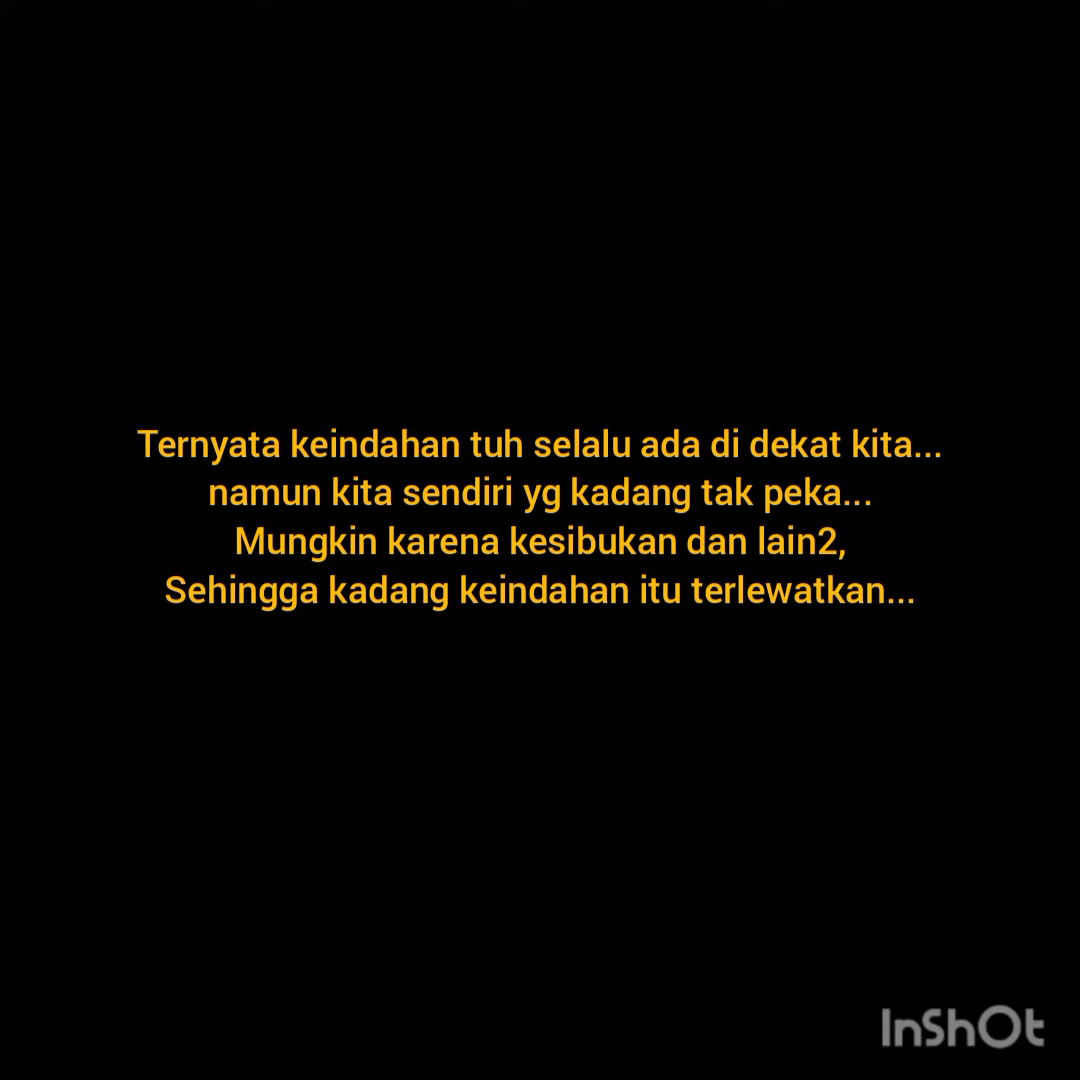 Ternyata keindahan tuh selalu ada di dekat kita...
namun kita sendiri yg kadang tak peka...
Mungkin karena kesibukan dan lain2,
Sehingga kadang keindahan itu terlewatkan...
InShOt